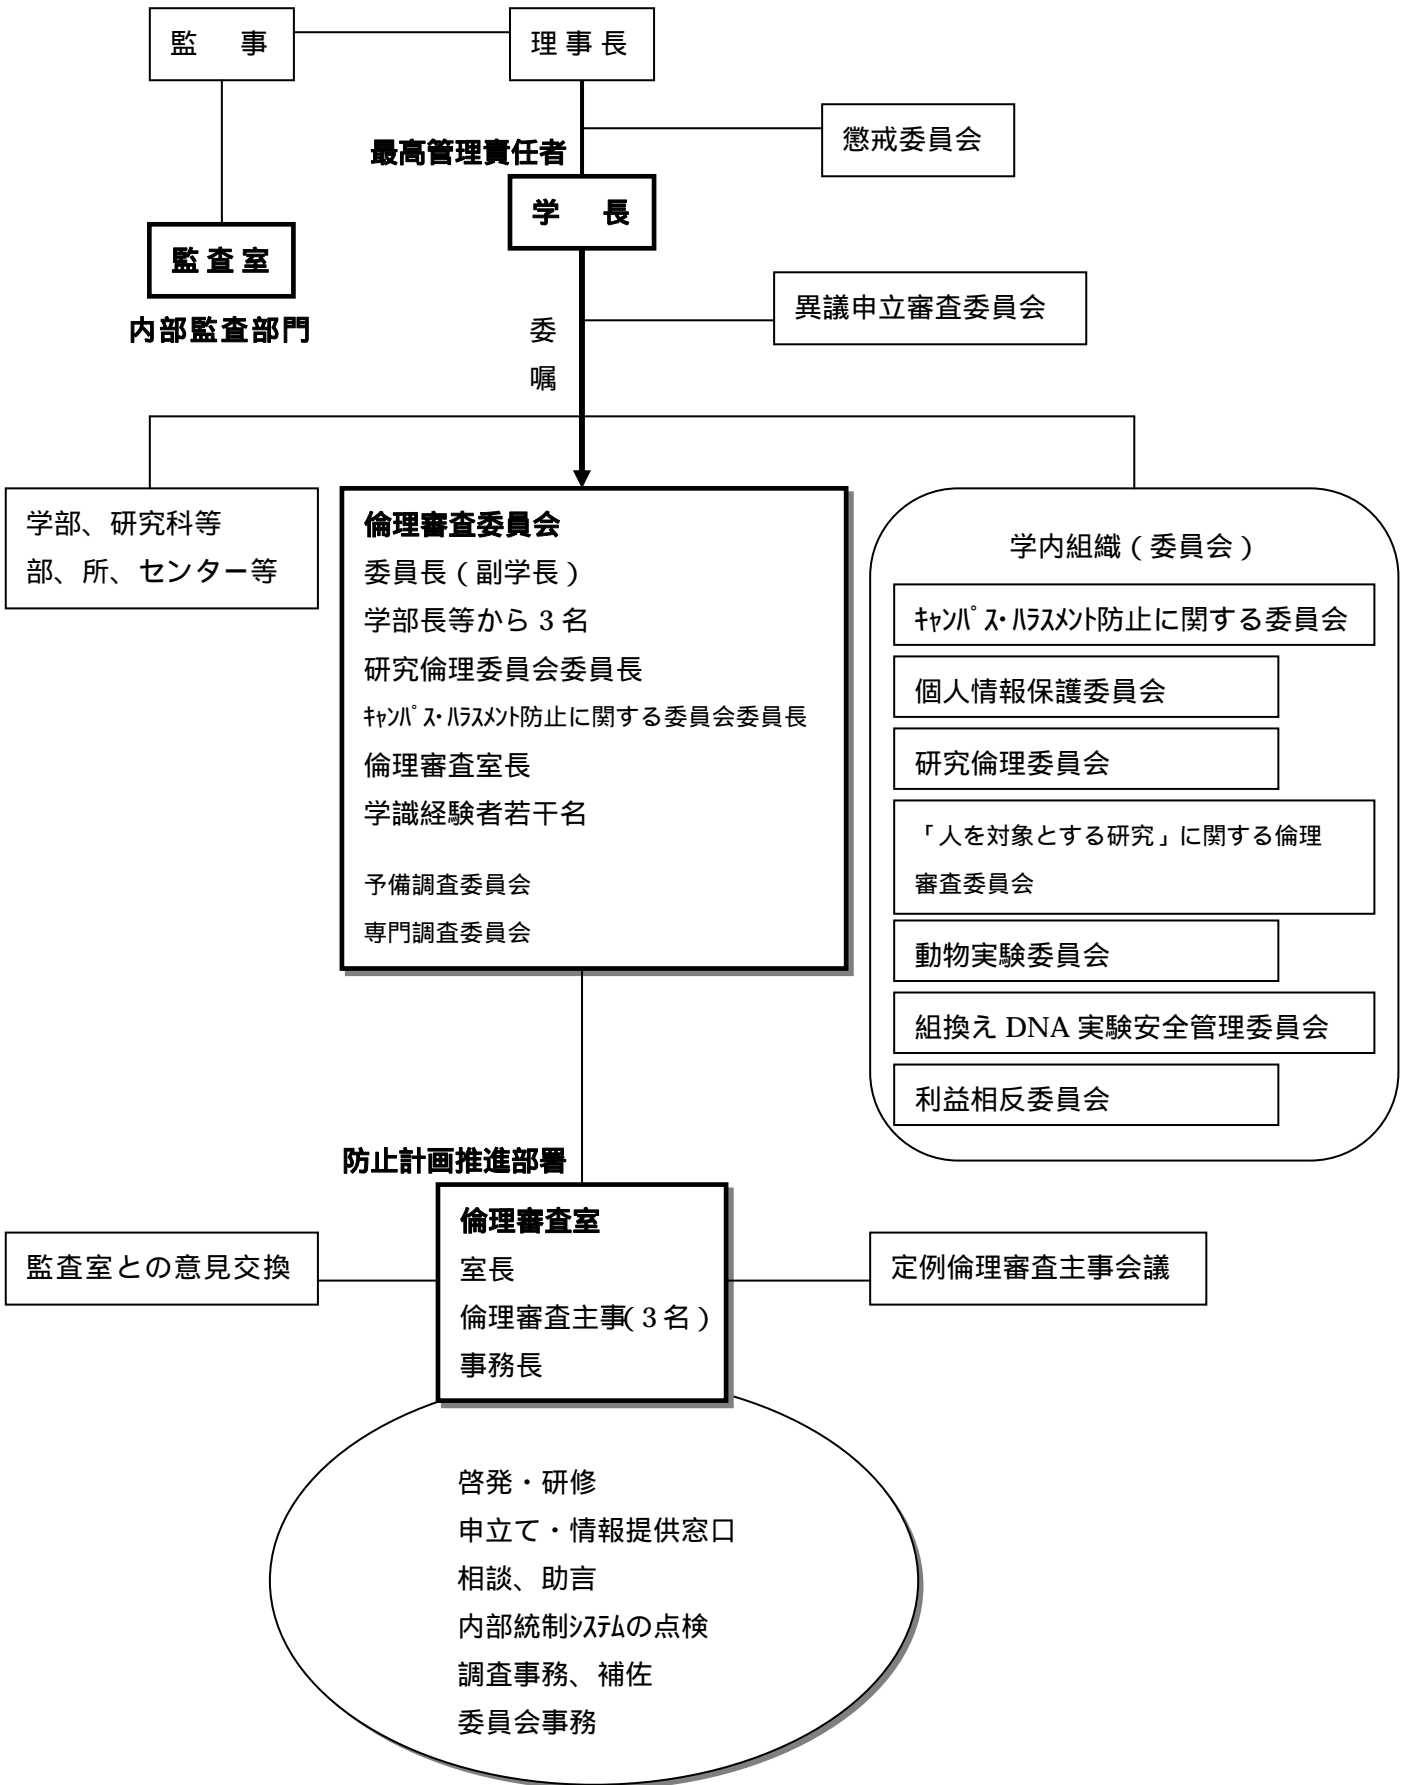 監　事
理事長
懲戒委員会
最高管理責任者
学　長
監査室
内部監査部門
異議申立審査委員会
委
嘱
学部、研究科等
部、所、センター等
倫理審査委員会
委員長（副学長）
学部長等から3名
研究倫理委員会委員長
ｷｬﾝﾊﾟｽ・ﾊﾗｽﾒﾝﾄ防止に関する委員会委員長
倫理審査室長
学識経験者若干名
予備調査委員会
専門調査委員会
学内組織（委員会）
ｷｬﾝﾊﾟｽ・ﾊﾗｽﾒﾝﾄ防止に関する委員会
個人情報保護委員会
研究倫理委員会
「人を対象とする研究」に関する倫理
審査委員会
動物実験委員会
組換え DNA 実験安全管理委員会
利益相反委員会
防止計画推進部署
倫理審査室
室長
倫理審査主事（3名）
事務長
監査室との意見交換
定例倫理審査主事会議
啓発・研修
申立て・情報提供窓口
相談、助言
内部統制ｼｽﾃﾑの点検
調査事務、補佐
委員会事務